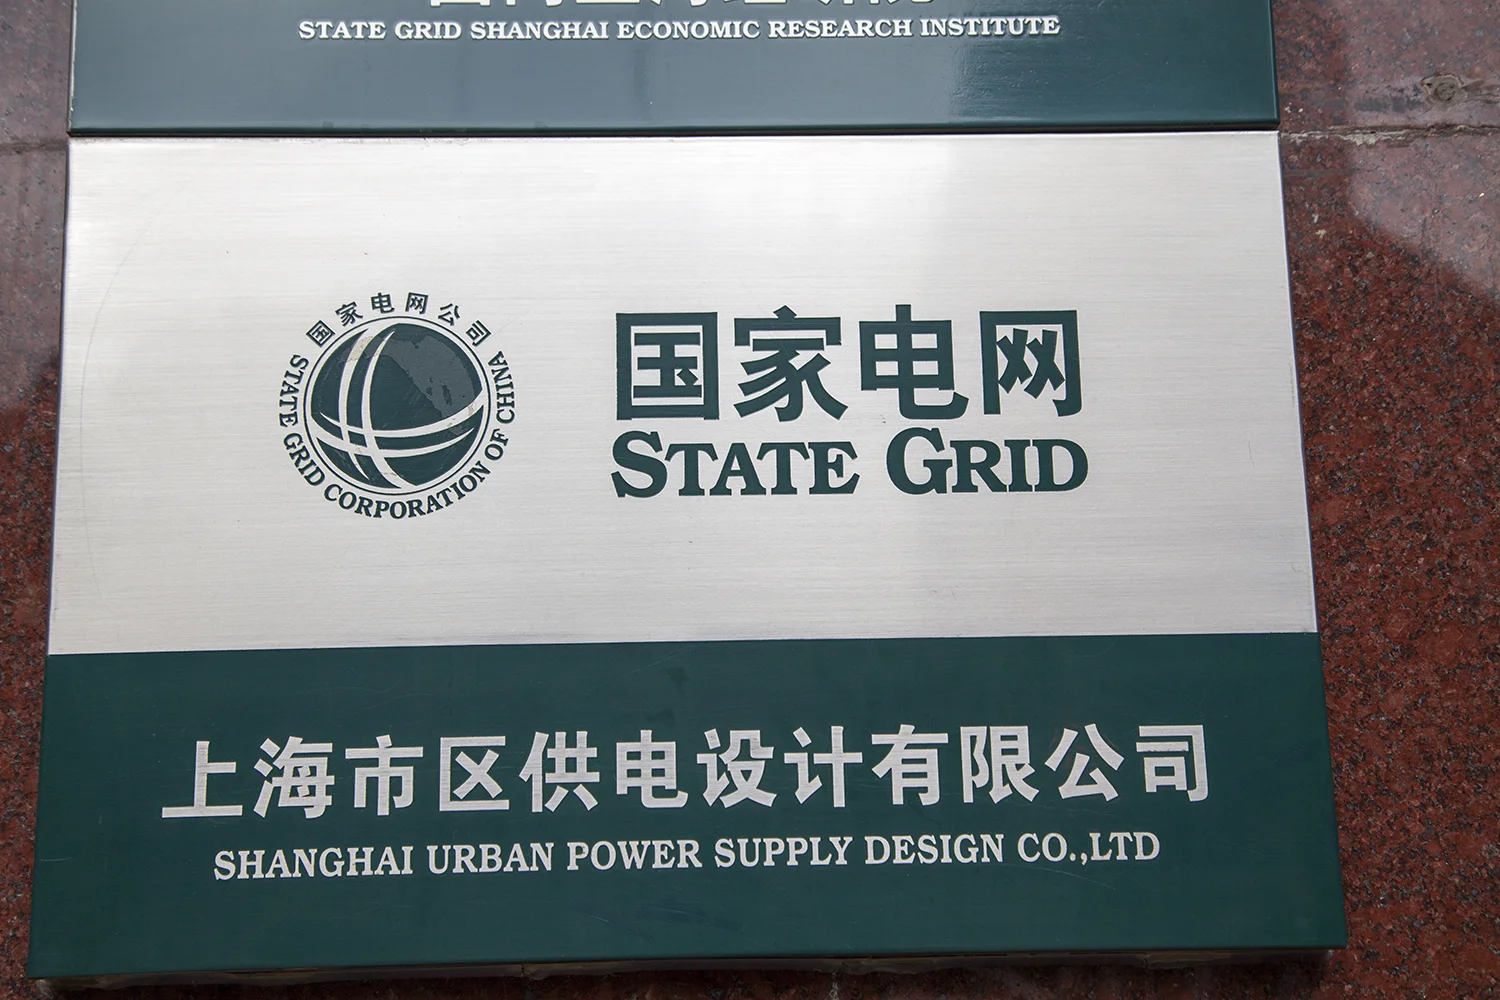 STATE GRID SHANGHAI ECONOMIC RESEARCH INSTITUTE
国家电网公司
STATE GRID CORPORATION OF CHINA
国家电网
STATE GRID
上海市区供电设计有限公司
SHANGHAI URBAN POWER SUPPLY DESIGN CO.,LTD